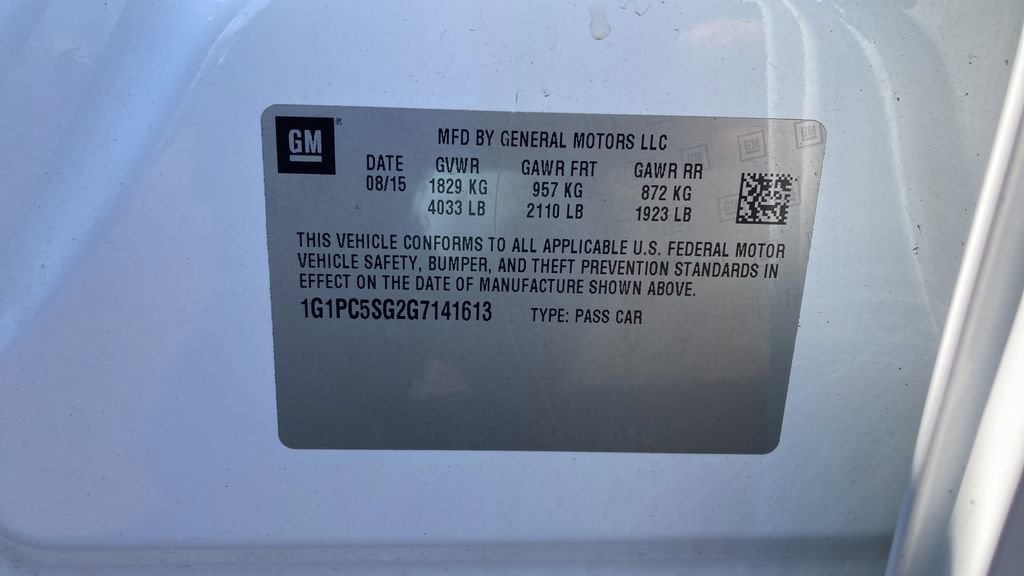 GM
MFD BY GENERAL MOTORS LLC
DATE GVWR GAWR FRT GAWR RR
08/15 1829 KG 957 KG 872 KG
4033 LB 2110 LB 1923 LB
THIS VEHICLE CONFORMS TO ALL APPLICABLE U.S. FEDERAL MOTOR
VEHICLE SAFETY, BUMPER, AND THEFT PREVENTION STANDARDS IN
EFFECT ON THE DATE OF MANUFACTURE SHOWN ABOVE.
1G1PC5SG2G7141613 TYPE: PASS CAR